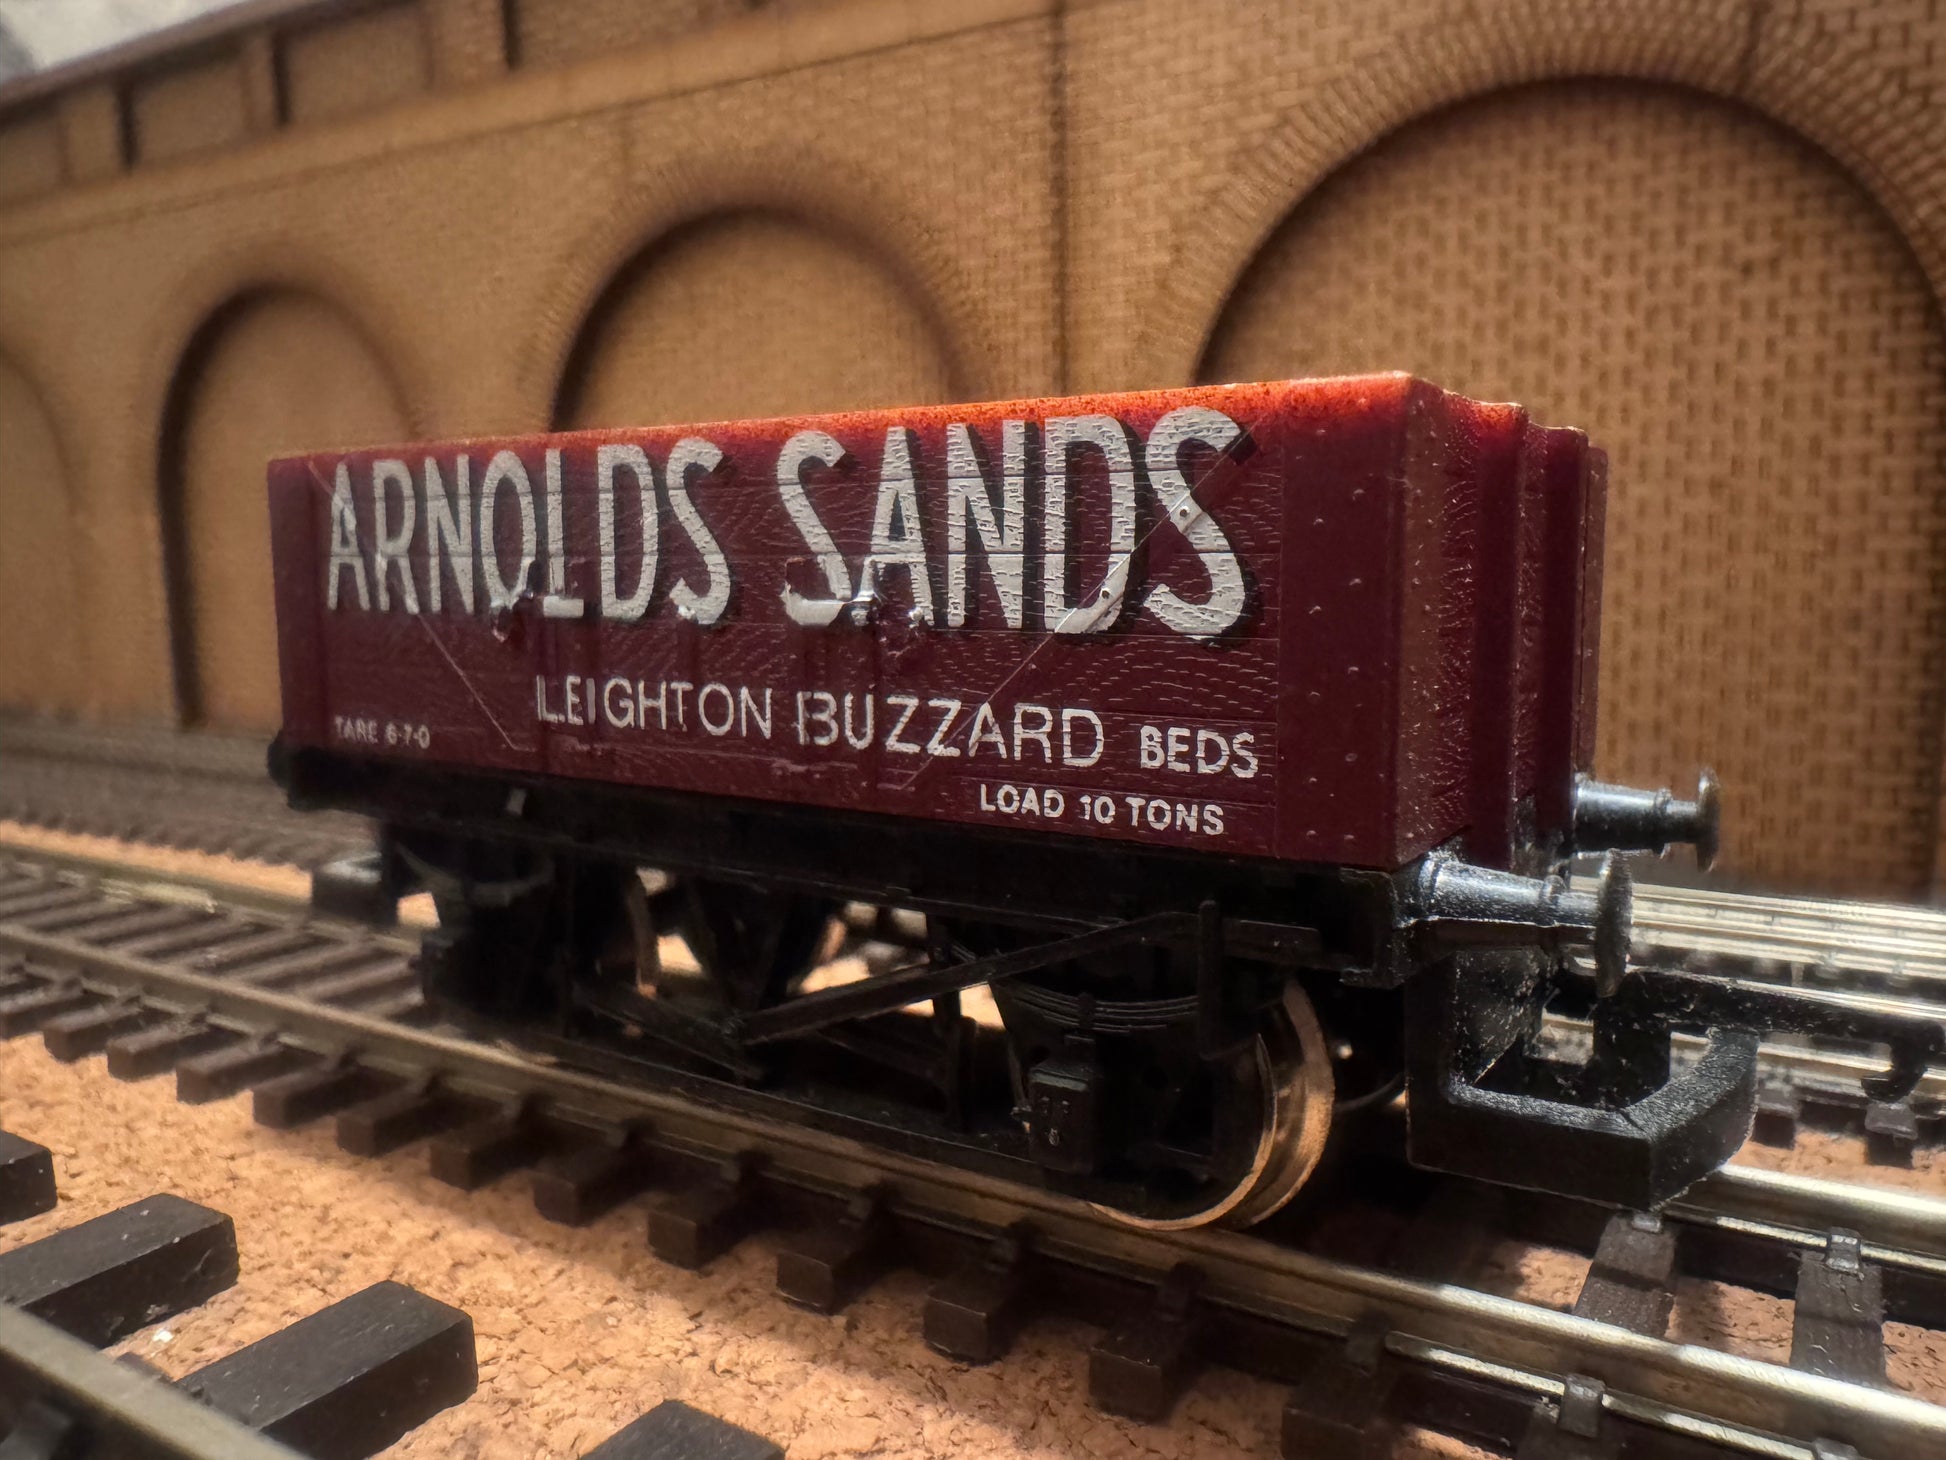 ARNOLDS SANDS
LEIGHTON BUZZARD BEDS
TARE 6-7-0
LOAD 10 TONS